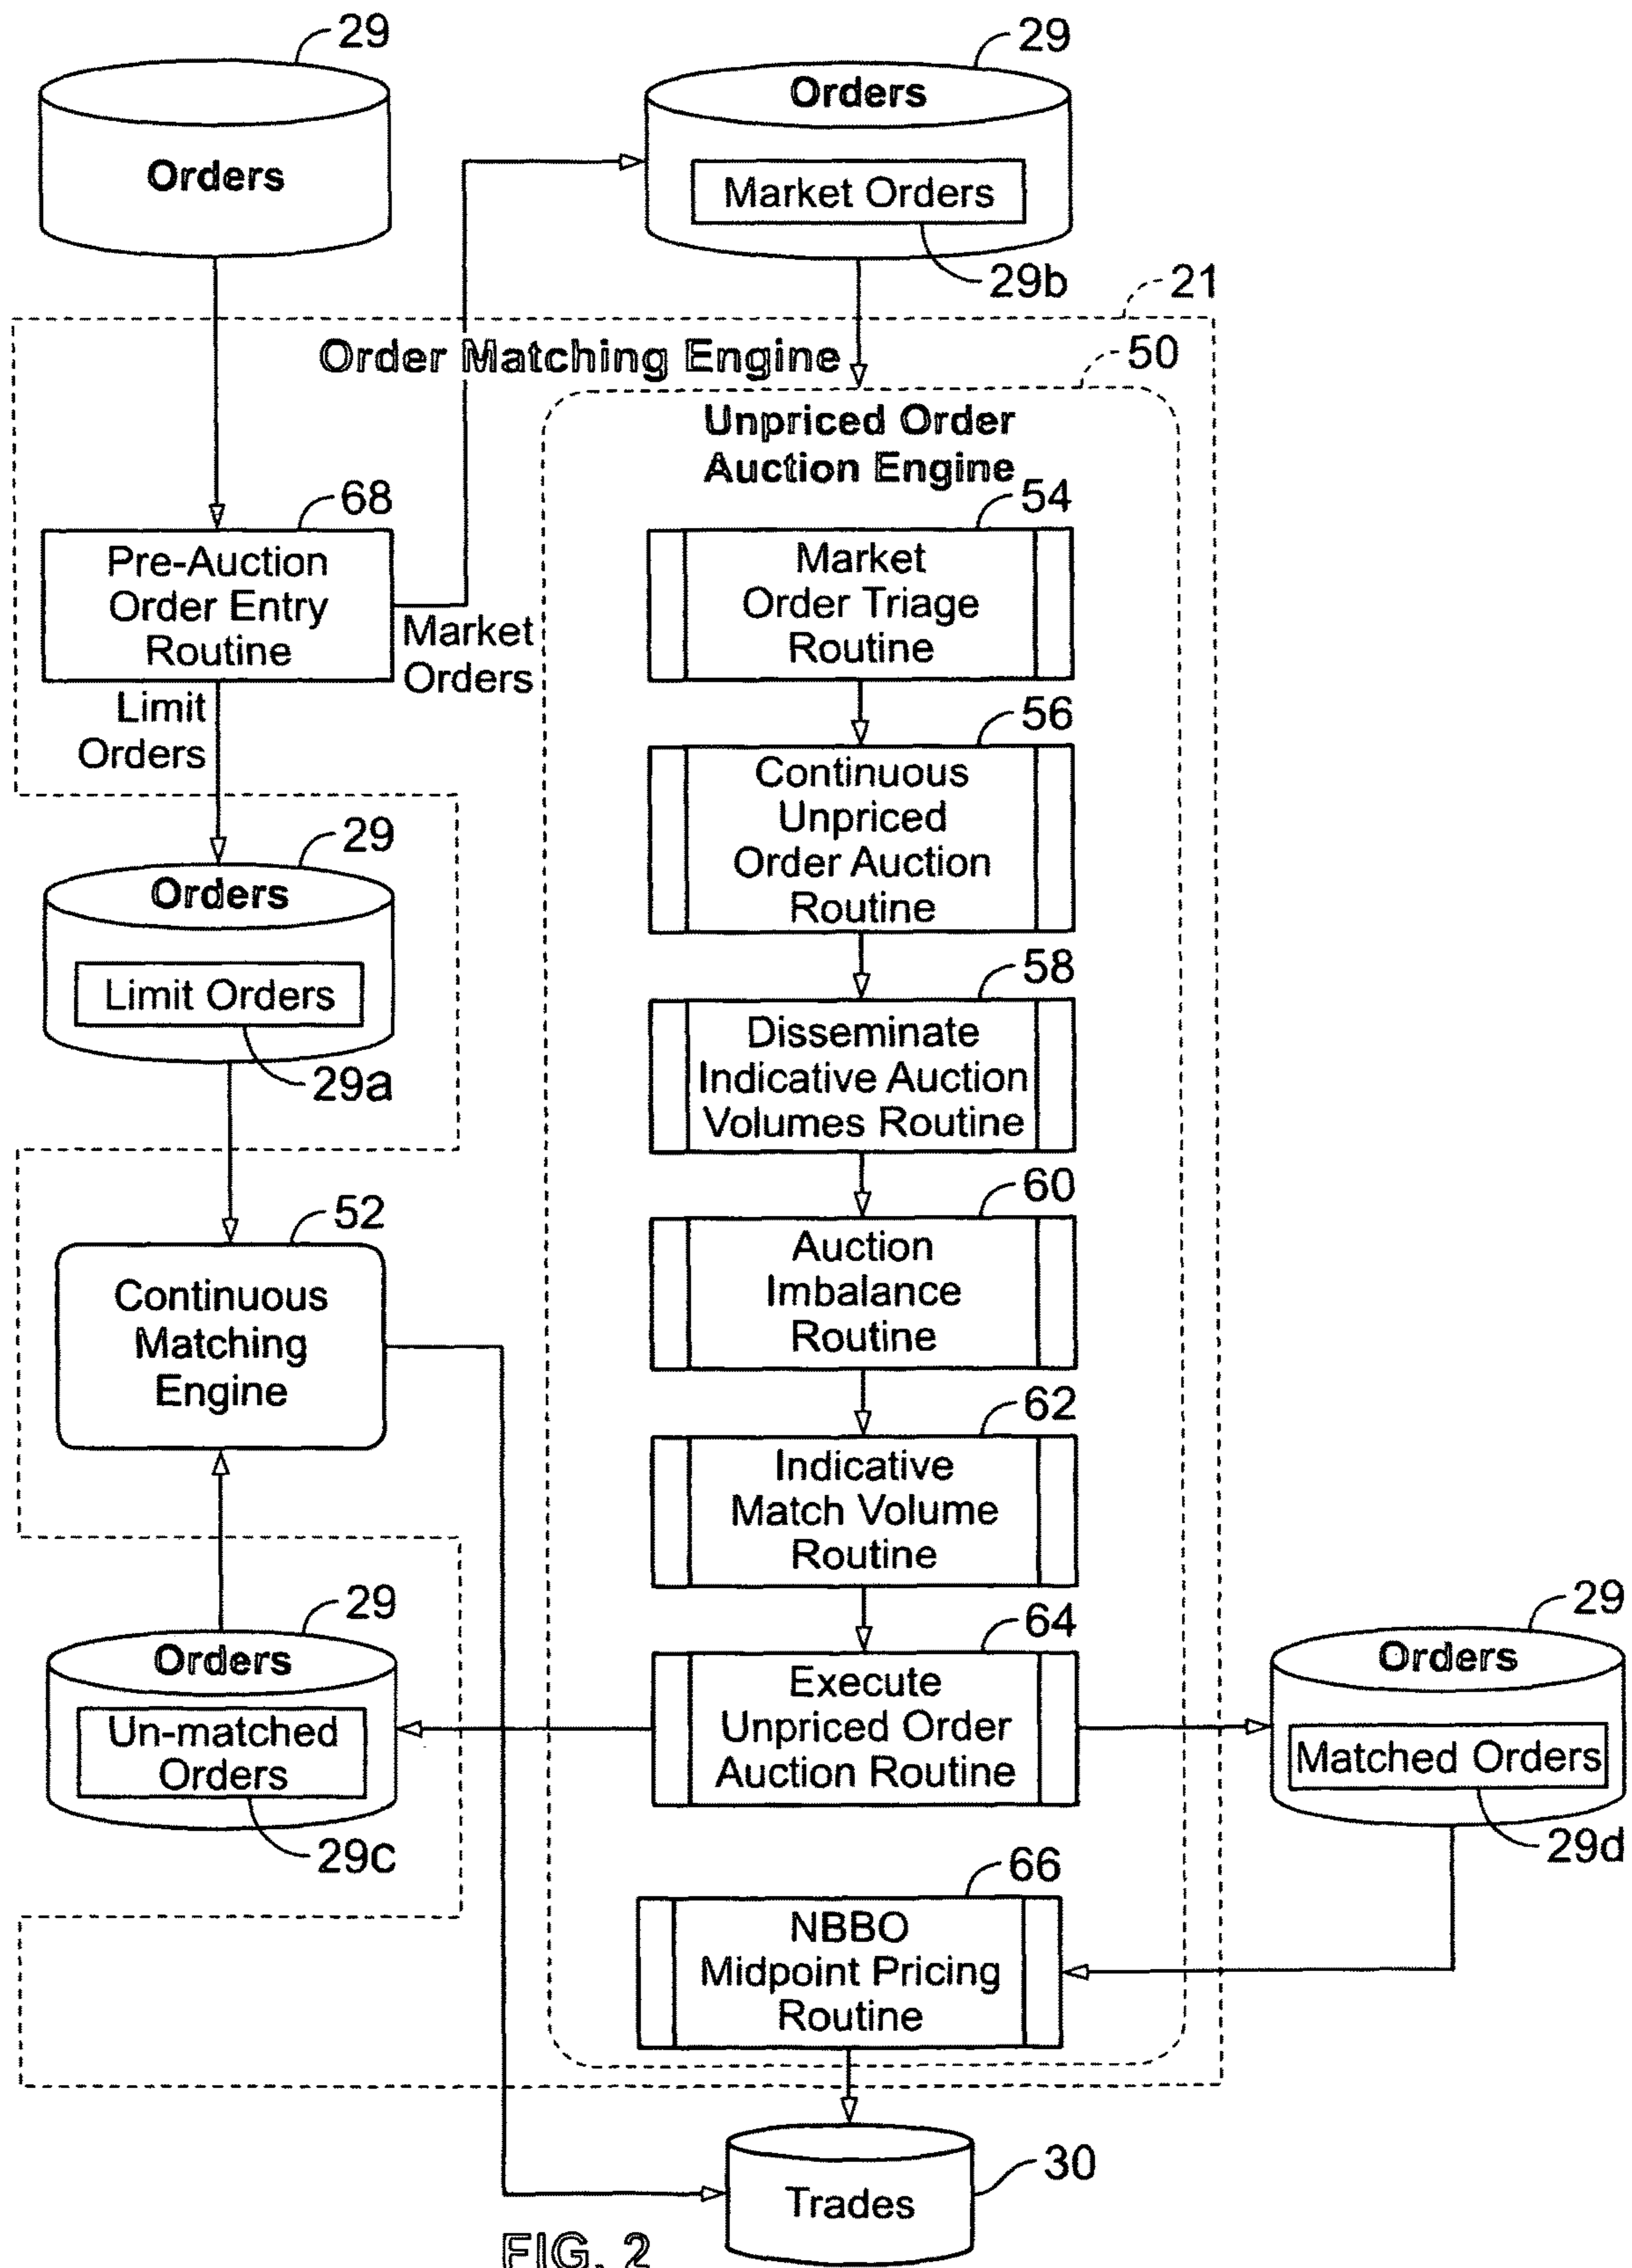 29
Orders
29
Orders
Market Orders
29b
21
Order Matching Engine
50
Unpriced Order
Auction Engine
68
Pre-Auction
Order Entry
Routine
Market
Orders
Limit
Orders
54
Market
Order Triage
Routine
56
Continuous
Unpriced
Order Auction
Routine
29
Orders
Limit Orders
29a
58
Disseminate
Indicative Auction
Volumes Routine
52
Continuous
Matching
Engine
60
Auction
Imbalance
Routine
62
Indicative
Match Volume
Routine
29
Orders
Un-matched
Orders
29c
64
Execute
Unpriced Order
Auction Routine
29
Orders
Matched Orders
29d
66
NBBO
Midpoint Pricing
Routine
30
Trades
FIG. 2